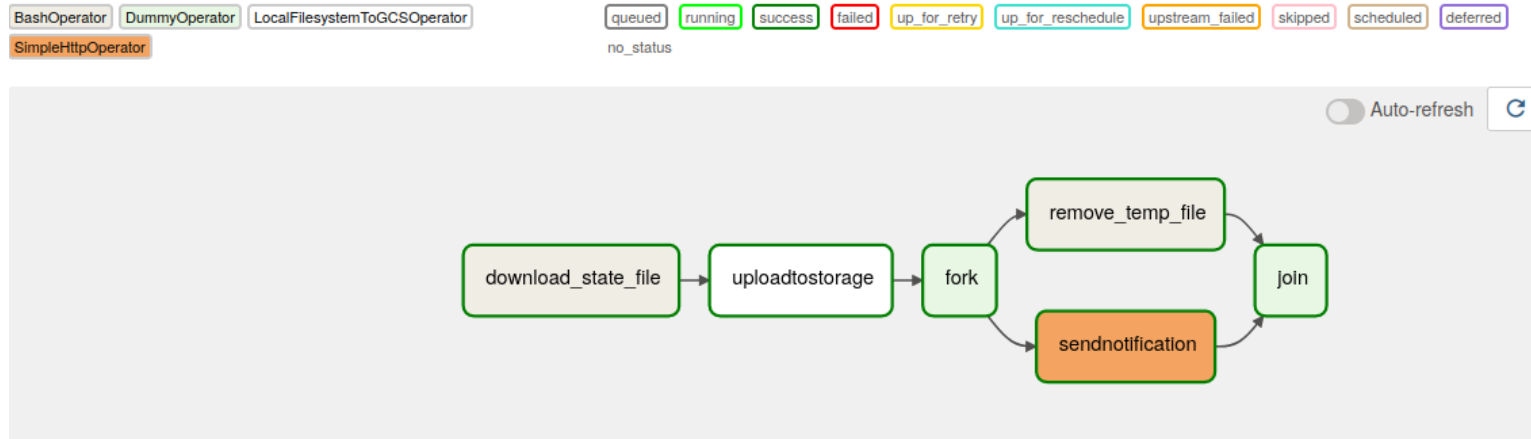 BashOperator DummyOperator LocalFilesystemToGCSOperator queued running success failed up_for_retry up_for_reschedule upstream_failed skipped scheduled deferred
SimpleHttpOperator no_status
Auto-refresh
remove_temp_file
download_state_file uploadtostorage fork join
sendnotification